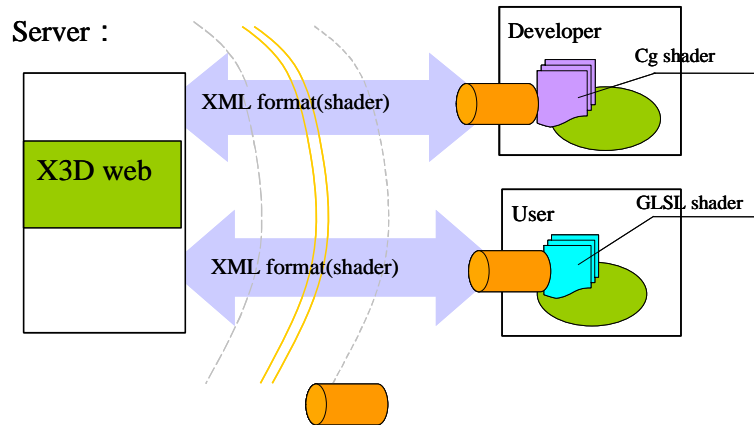 Server：
X3D web
XML format(shader)
Developer
Cg shader
XML format(shader)
User
GLSL shader